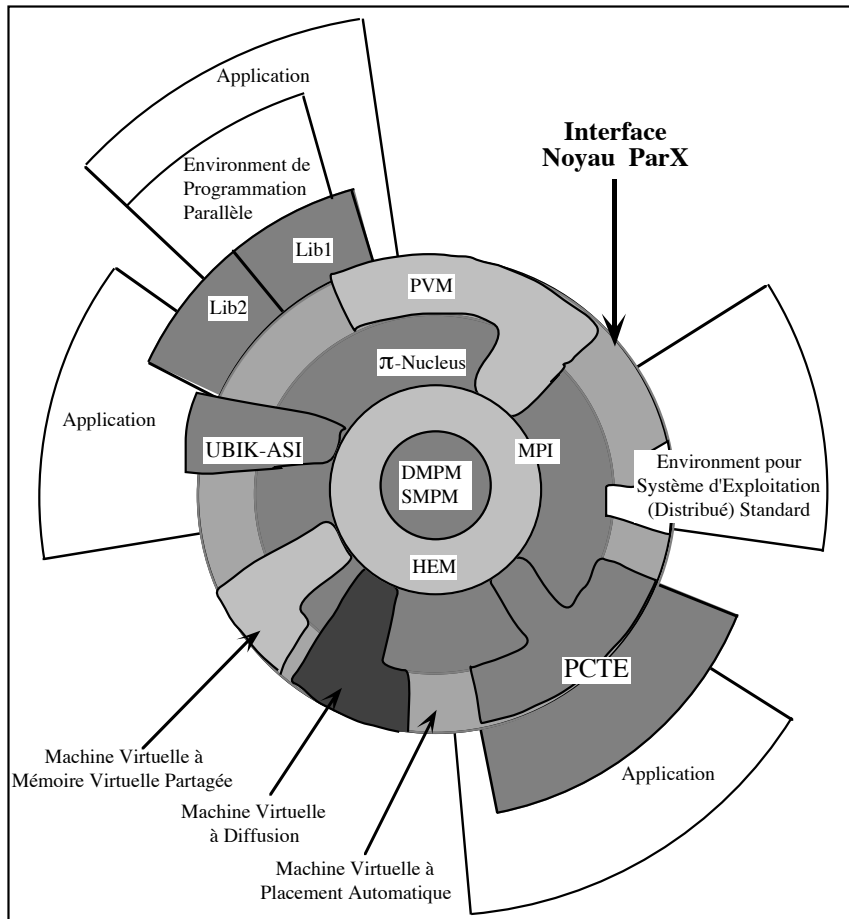 Application
Interface
Noyau ParX
Environment de
Programmation
Parallèle
Lib1
Lib2
PVM
π-Nucleus
Application
UBIK-ASI
MPI
DMPM
SMPM
Environment pour
Système d'Exploitation
(Distribué) Standard
HEM
PCTE
Machine Virtuelle à
Mémoire Virtuelle Partagée
Application
Machine Virtuelle
à Diffusion
Machine Virtuelle à
Placement Automatique